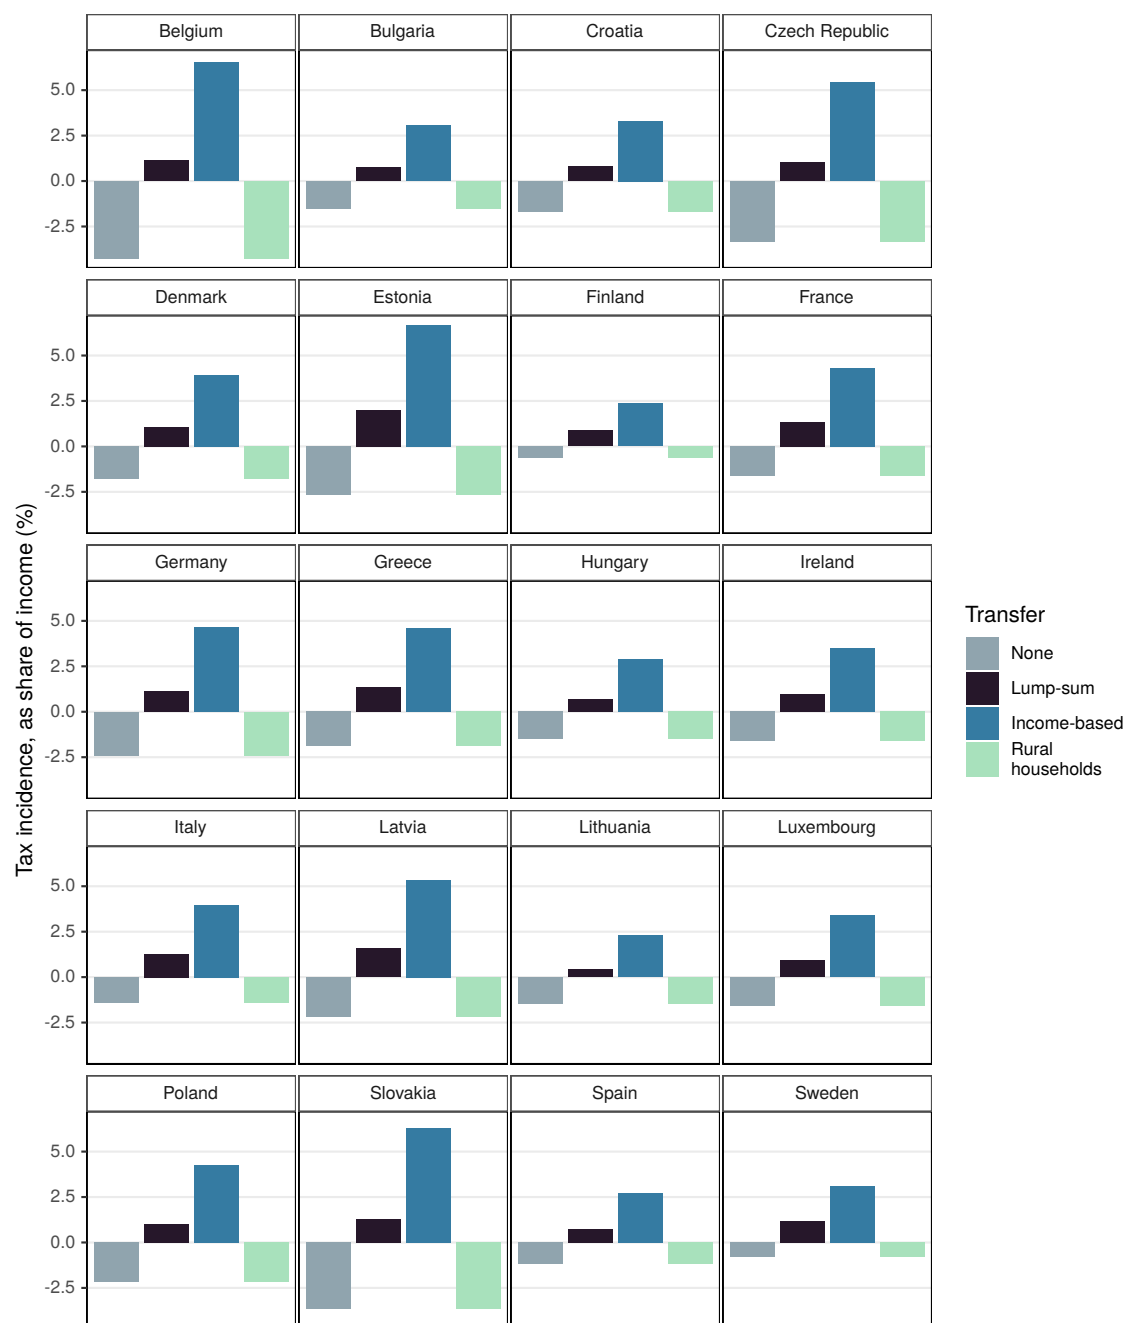 Belgium
Bulgaria
Croatia
Czech Republic
5.0
2.5
0.0
-2.5
Denmark
Estonia
Finland
France
5.0
2.5
0.0
-2.5
Germany
Greece
Hungary
Ireland
5.0
2.5
0.0
-2.5
Italy
Latvia
Lithuania
Luxembourg
5.0
2.5
0.0
-2.5
Poland
Slovakia
Spain
Sweden
5.0
2.5
0.0
-2.5
Tax incidence, as share of income (%)
Transfer
None
Lump-sum
Income-based
Rural
households